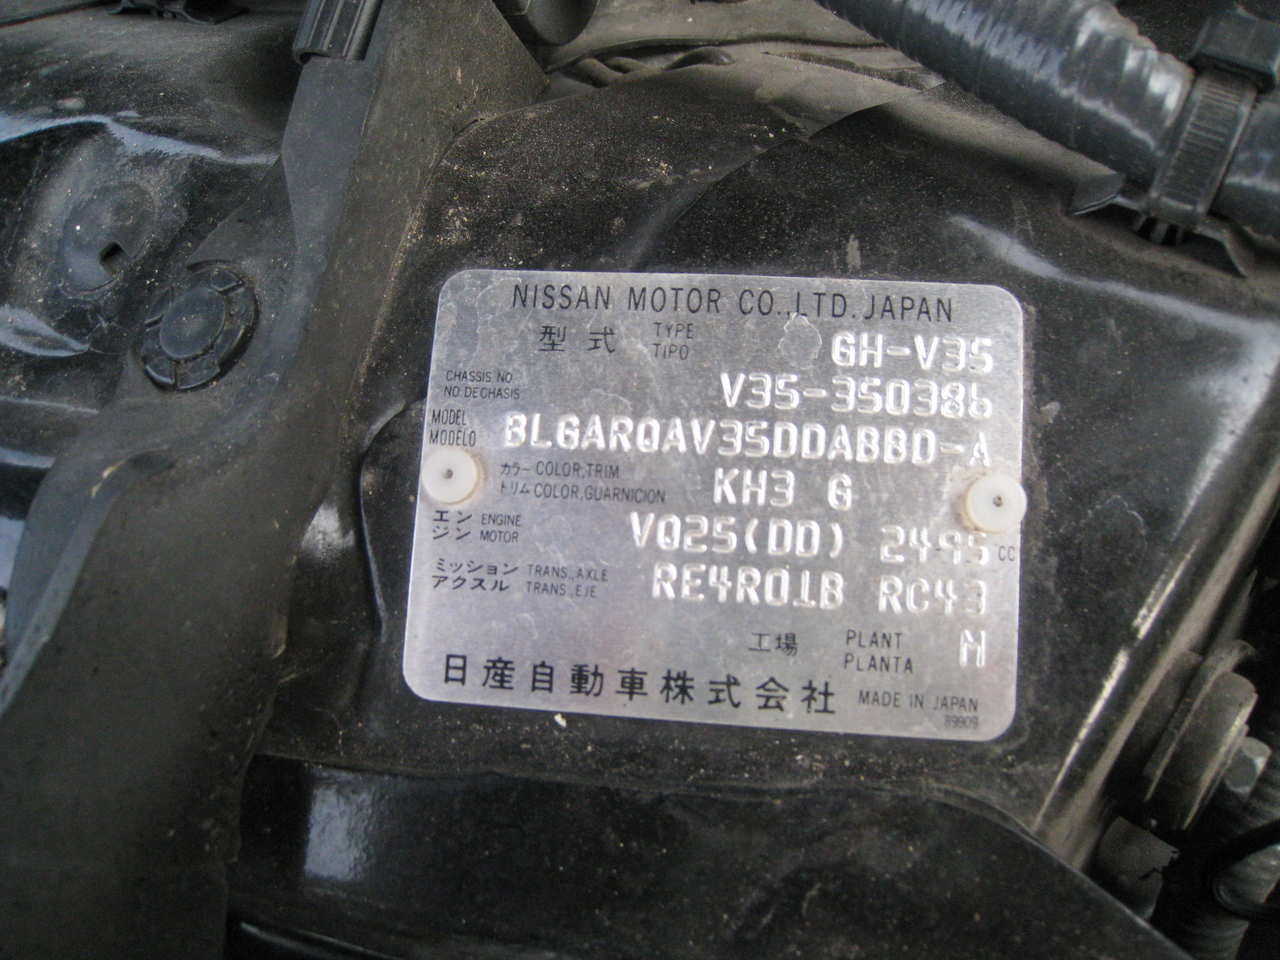 NISSAN MOTOR CO.,LTD.JAPAN
型式 TYPE TIPO GH-V35
CHASSIS NO. NO.DECHASIS V35-350386
MODEL MODELO BLGARQAV35DDABBD-A
カラー COLOR,TRIM
トリム COLOR,GUARNICION KH3 G
エンジン ENGINE MOTOR VQ25(DD) 2495 CC
ミッション TRANS.,AXLE
アクスル TRANS.,EJE RE4R01B RC43
工場 PLANT PLANTA M
日産自動車株式会社 MADE IN JAPAN
89909